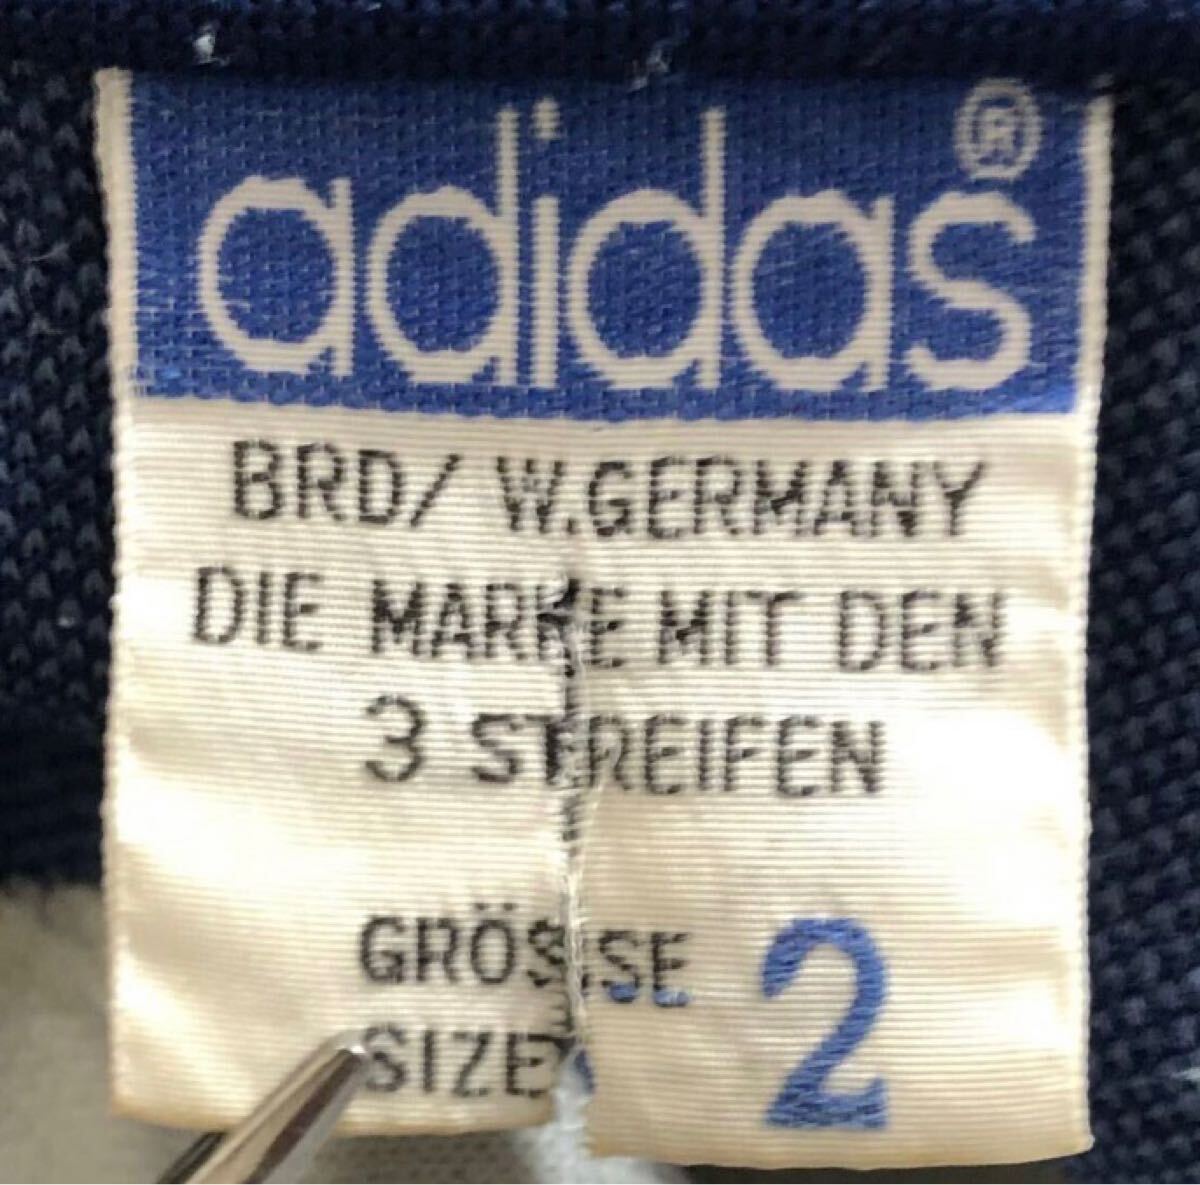 adidas®
BRD/ W.GERMANY
DIE MARKE MIT DEN
3 STREIFEN
GRÖSSE 2
SIZE